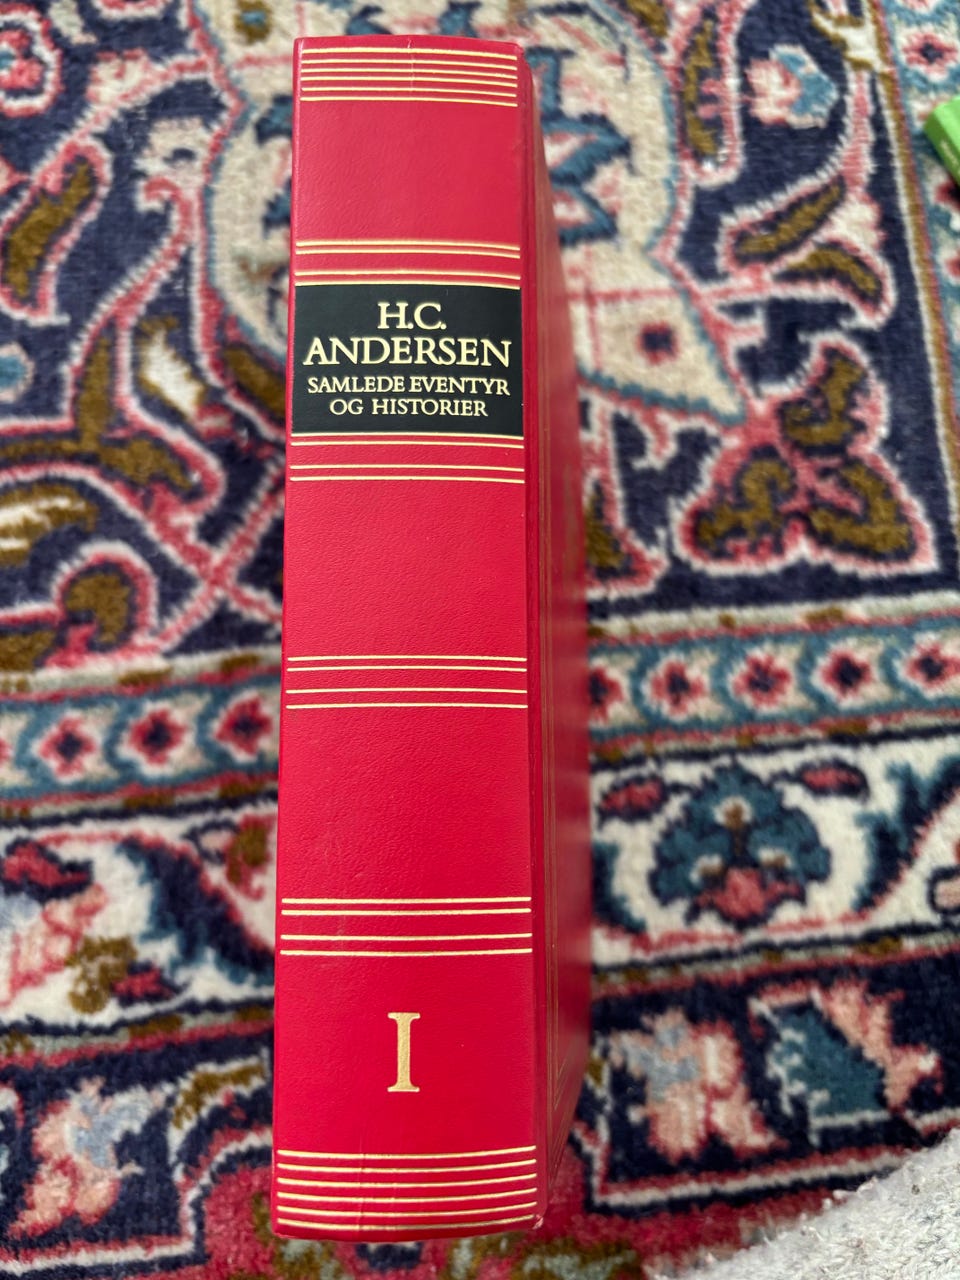 H.C.
ANDERSEN
SAMLEDE EVENTYR
OG HISTORIER
I